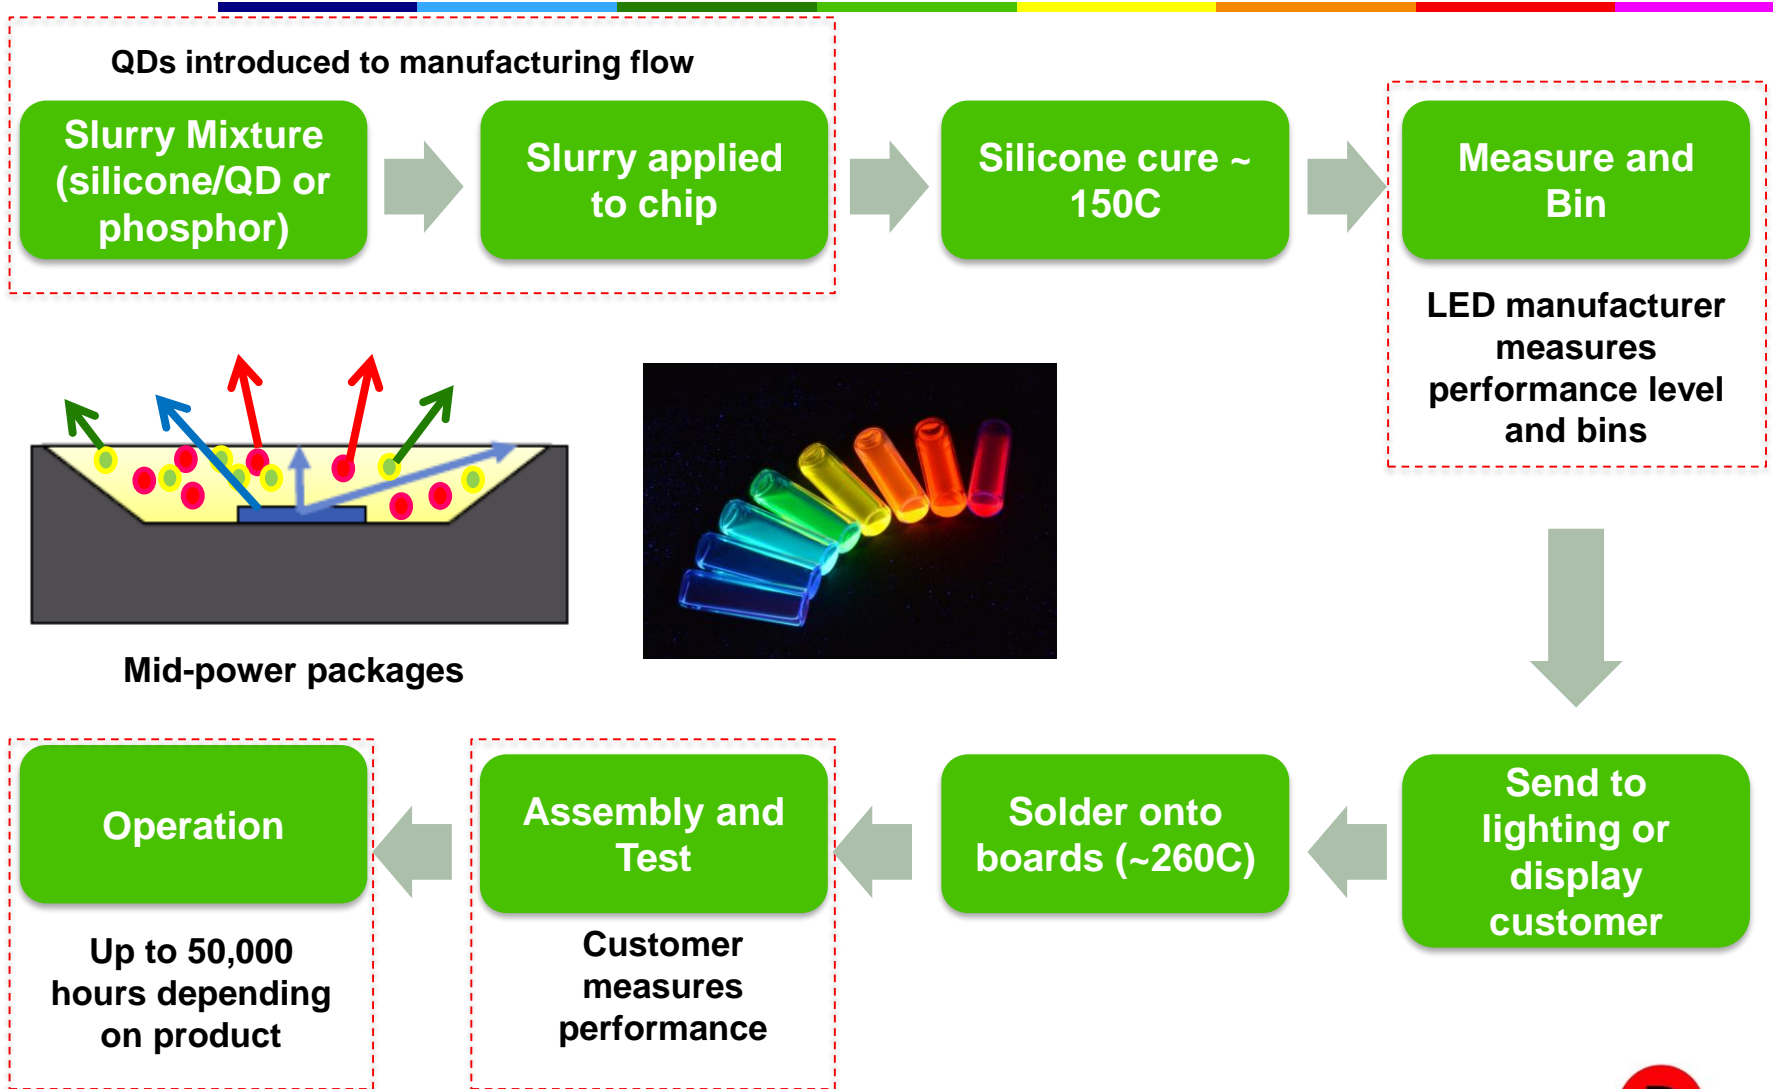 QDs introduced to manufacturing flow
Slurry Mixture
(silicone/QD or
phosphor)
Slurry applied
to chip
Silicone cure ~
150C
Measure and
Bin
LED manufacturer
measures
performance level
and bins
Mid-power packages
Operation
Up to 50,000
hours depending
on product
Assembly and
Test
Customer
measures
performance
Solder onto
boards (~260C)
Send to
lighting or
display
customer